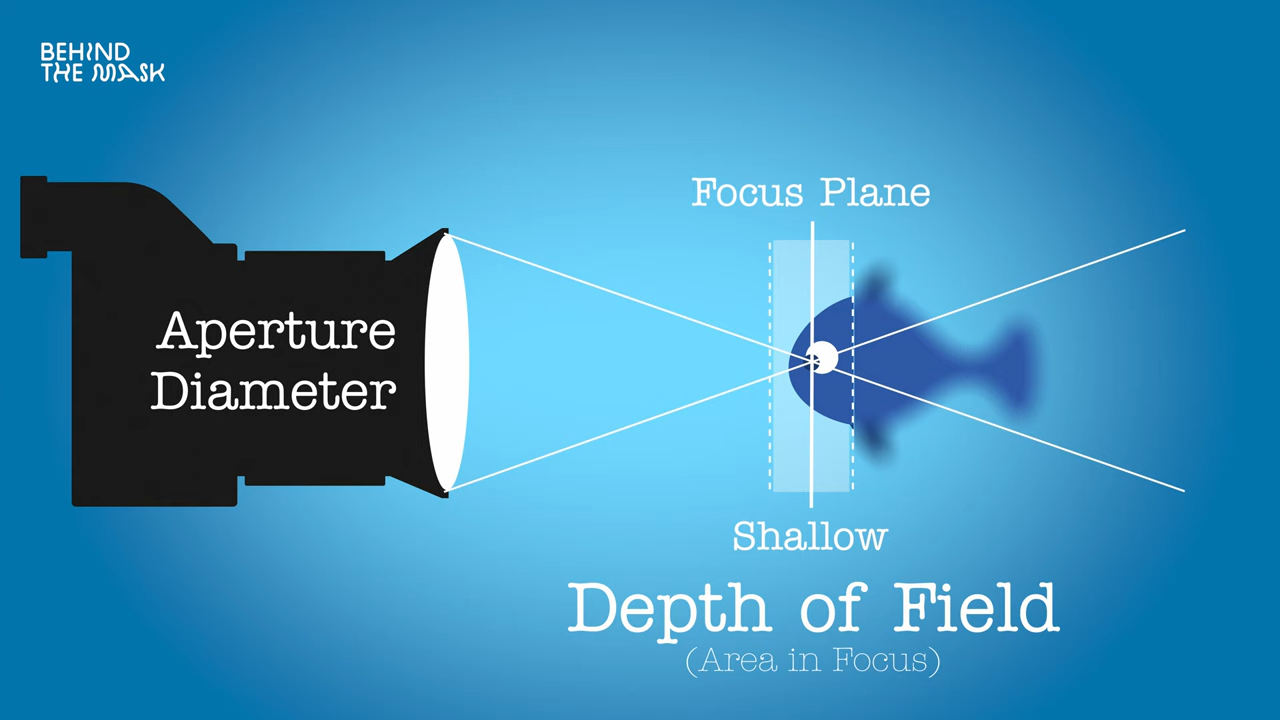 BEHIND
THE MASK
Focus Plane
Aperture
Diameter
Shallow
Depth of Field
(Area in Focus)